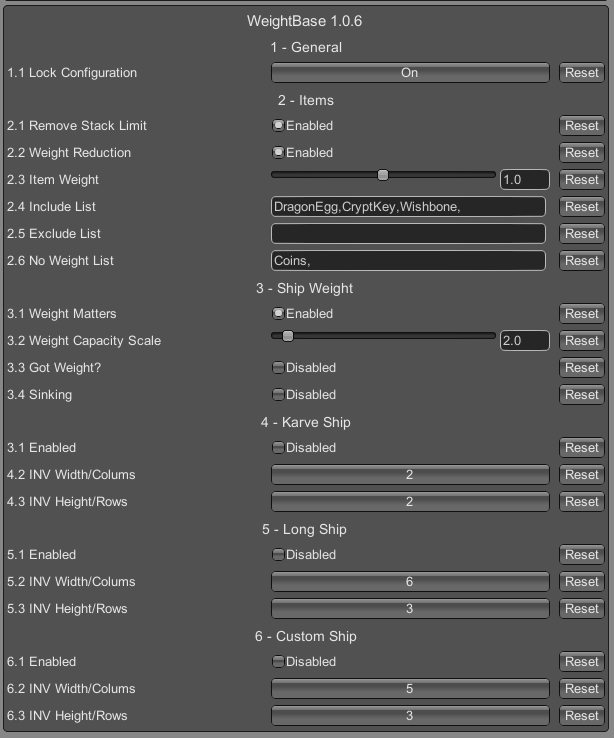 WeightBase 1.0.6
1 - General
1.1 Lock Configuration On Reset
2 - Items
2.1 Remove Stack Limit Enabled Reset
2.2 Weight Reduction Enabled Reset
2.3 Item Weight 1.0 Reset
2.4 Include List DragonEgg,CryptKey,Wishbone, Reset
2.5 Exclude List Reset
2.6 No Weight List Coins, Reset
3 - Ship Weight
3.1 Weight Matters Enabled Reset
3.2 Weight Capacity Scale 2.0 Reset
3.3 Got Weight? Disabled Reset
3.4 Sinking Disabled Reset
4 - Karve Ship
3.1 Enabled Disabled Reset
4.2 INV Width/Colums 2 Reset
4.3 INV Height/Rows 2 Reset
5 - Long Ship
5.1 Enabled Disabled Reset
5.2 INV Width/Colums 6 Reset
5.3 INV Height/Rows 3 Reset
6 - Custom Ship
6.1 Enabled Disabled Reset
6.2 INV Width/Colums 5 Reset
6.3 INV Height/Rows 3 Reset